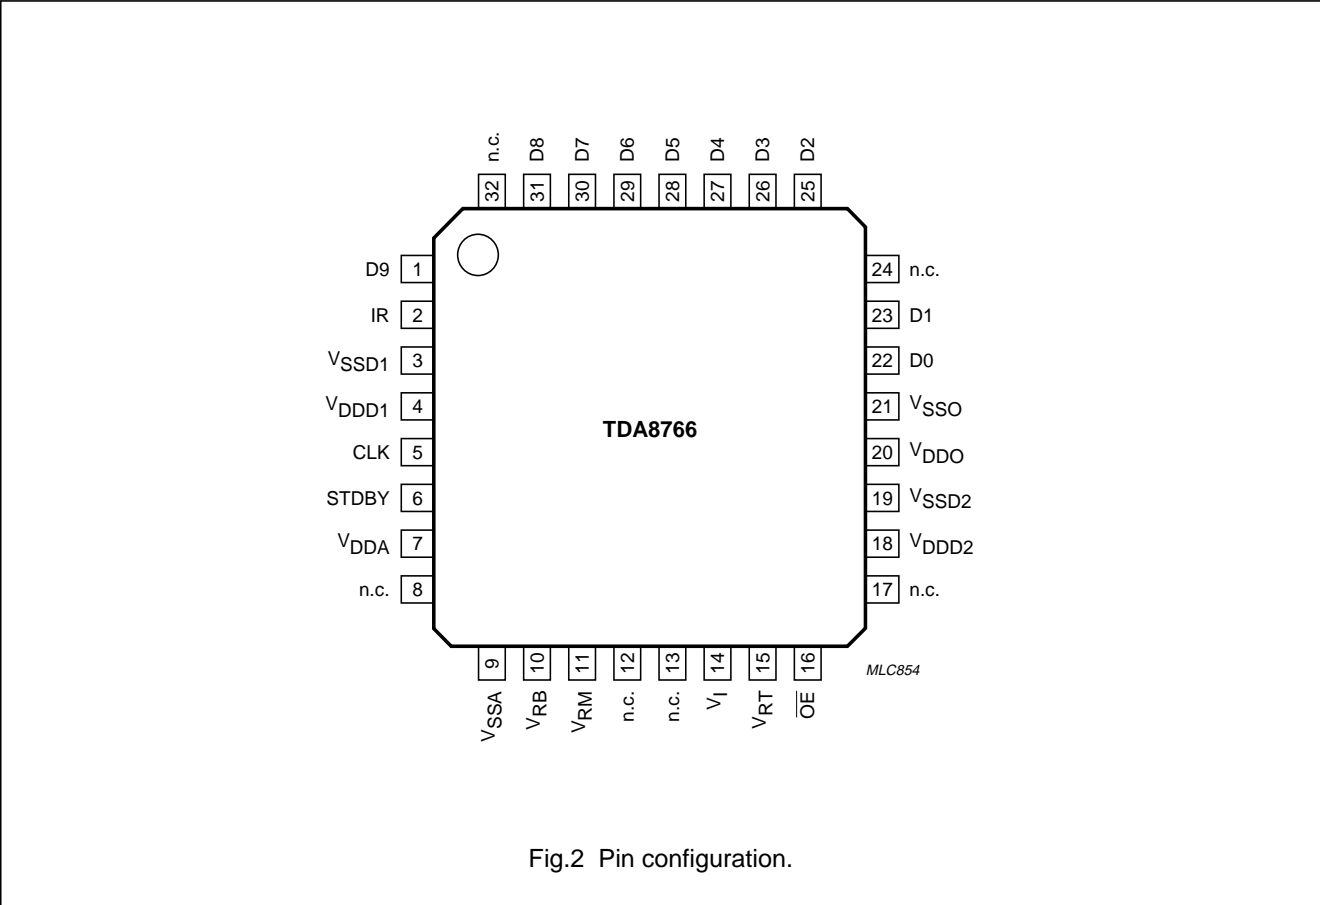 n.c. D8 D7 D6 D5 D4 D3 D2
32 31 30 29 28 27 26 25
D9 1 24 n.c.
IR 2 23 D1
VSSD1 3 22 D0
VDDD1 4 21 VSSO
TDA8766
CLK 5 20 VDDO
STDBY 6 19 VSSD2
VDDA 7 18 VDDD2
n.c. 8 17 n.c.
9 10 11 12 13 14 15 16
MLC854
VSSA VRB VRM n.c. n.c. VI VRT O̅E̅
Fig.2 Pin configuration.